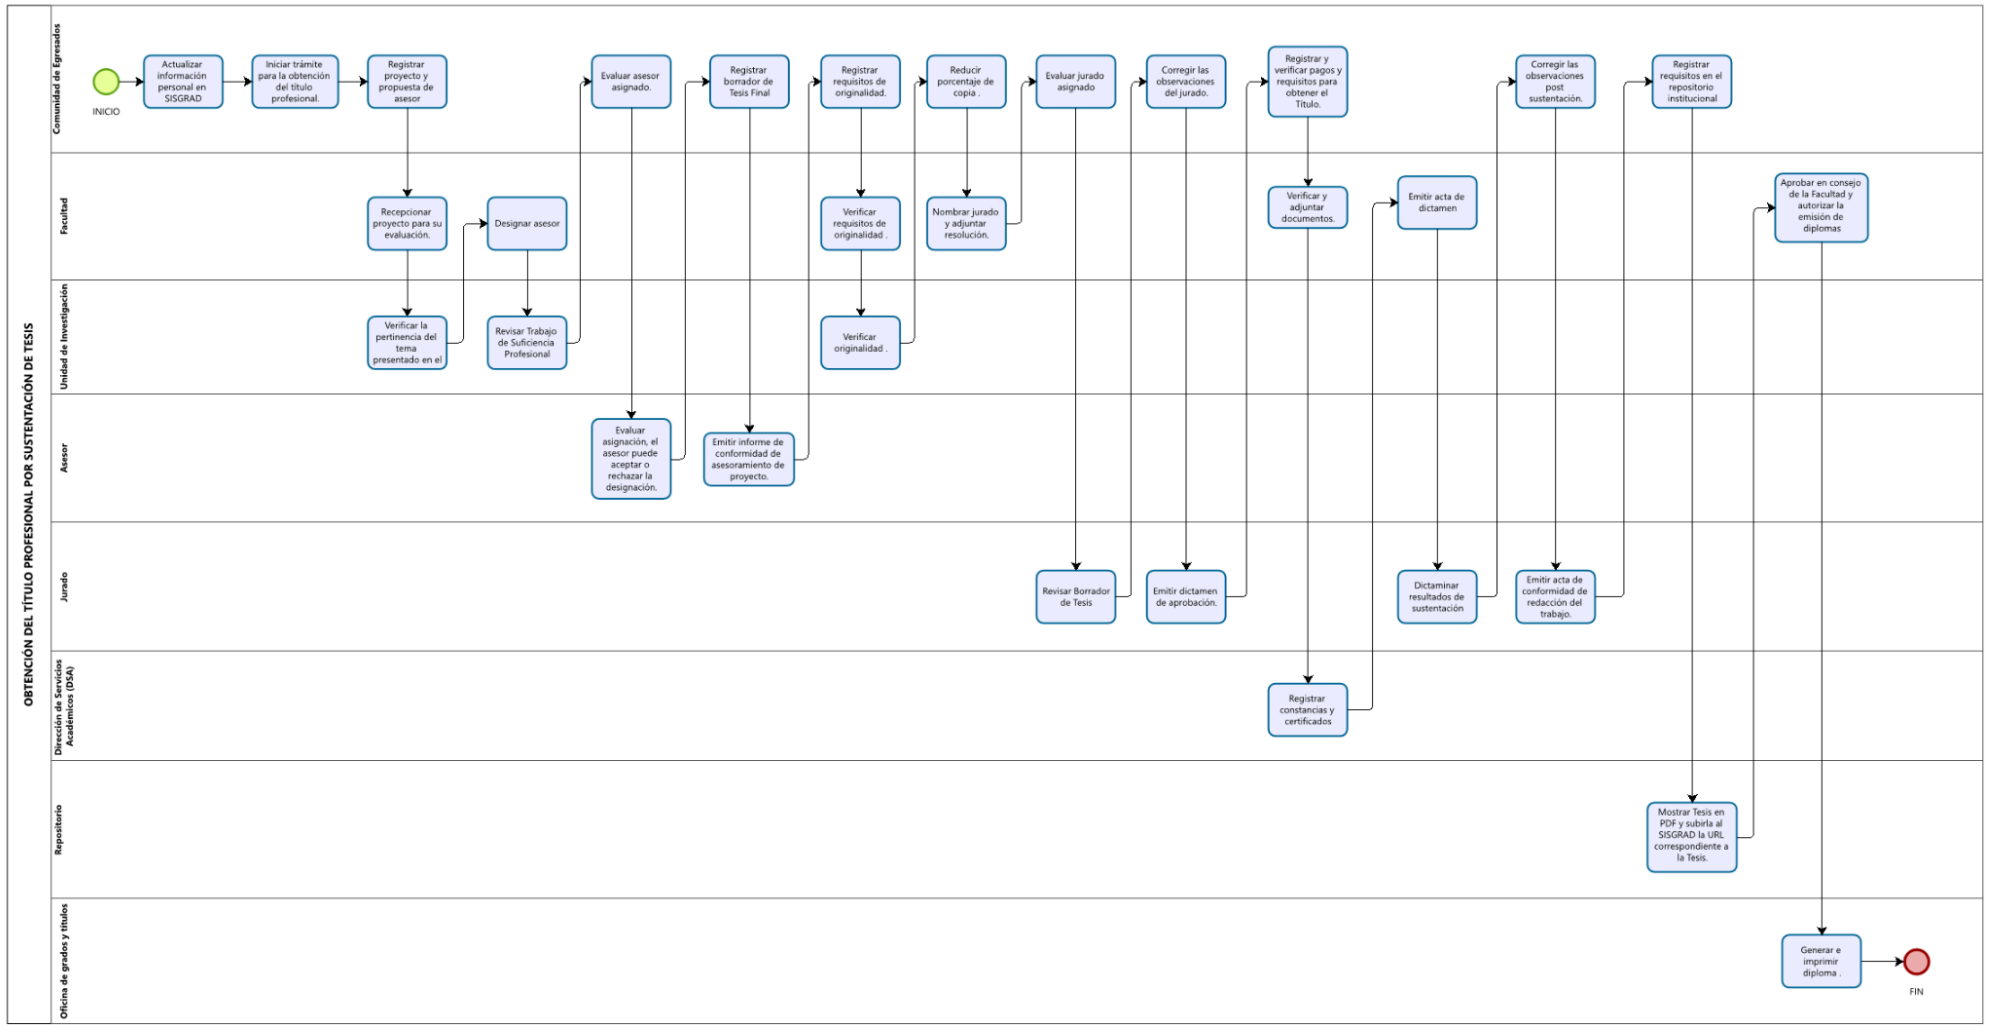 OBTENCIÓN DEL TÍTULO PROFESIONAL POR SUSTENTACIÓN DE TESIS
Comunidad de Egresados
INICIO
Actualizar
información
personal en
SISGRAD
Iniciar trámite
para la obtención
del título
profesional.
Registrar
proyecto y
propuesta de
asesor
Evaluar asesor
asignado.
Registrar
borrador de
Tesis Final
Registrar
requisitos de
originalidad.
Reducir
porcentaje de
copia .
Evaluar jurado
asignado
Corregir las
observaciones
del jurado.
Registrar y
verificar pagos y
requisitos para
obtener el
Título.
Corregir las
observaciones
post
sustentación.
Registrar
requisitos en el
repositorio
institucional
Facultad
Recepcionar
proyecto para su
evaluación.
Designar asesor
Verificar
requisitos de
originalidad .
Nombrar jurado
y adjuntar
resolución.
Verificar y
adjuntar
documentos.
Emitir acta de
dictamen
Aprobar en consejo
de la Facultad y
autorizar la
emisión de
diplomas
Unidad de Investigación
Verificar la
pertinencia del
tema
presentado en el
Revisar Trabajo
de Suficiencia
Profesional
Verificar
originalidad .
Asesor
Evaluar
asignación, el
asesor puede
aceptar o
rechazar la
designación.
Emitir informe de
conformidad de
asesoramiento de
proyecto.
Jurado
Revisar Borrador
de Tesis
Emitir dictamen
de aprobación.
Dictaminar
resultados de
sustentación
Emitir acta de
conformidad de
redacción del
trabajo.
Dirección de Servicios
Académicos (DSA)
Registrar
constancias y
certificados
Repositorio
Mostrar Tesis en
PDF y subirla al
SISGRAD la URL
correspondiente a
la Tesis.
Oficina de grados y títulos
Generar e
imprimir
diploma .
FIN